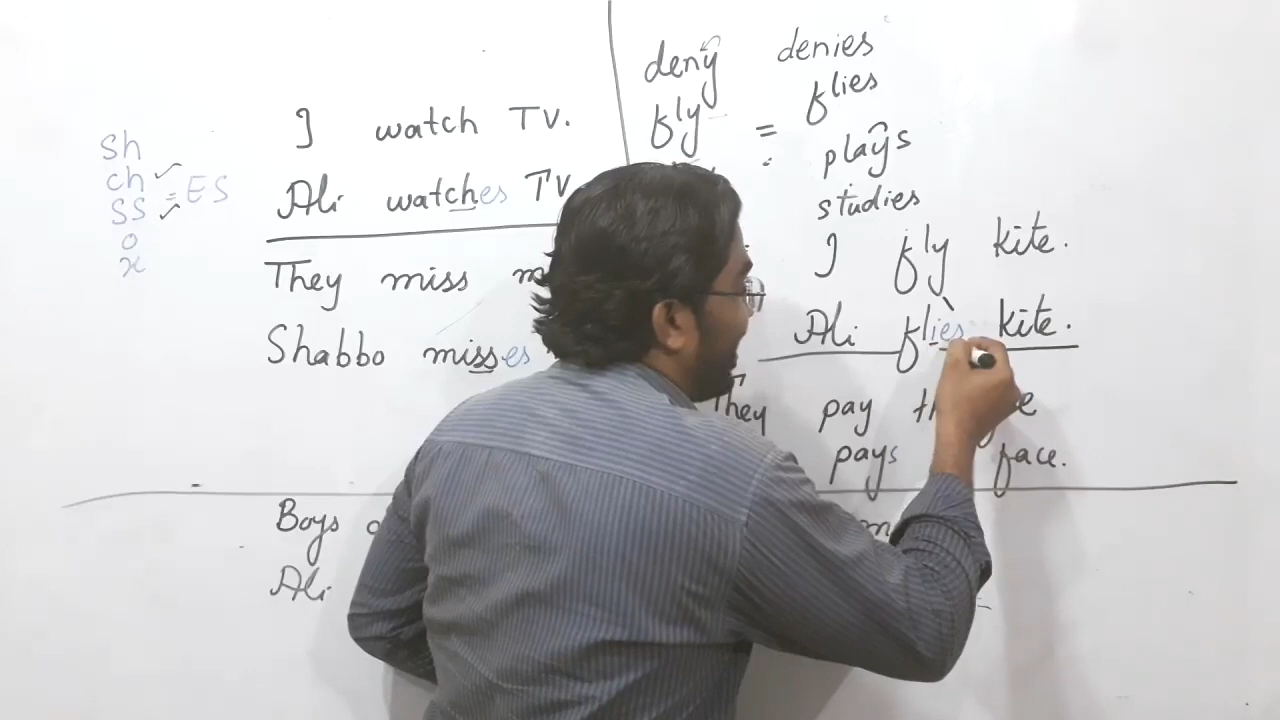 sh
ch
ss = ES
o
x
I watch TV.
Ali watches TV
They miss
Shabbo misses
Boys
Ali
deny denies
fly = flies
plays
studies
I fly kite.
Ali flies kite.
They pay
pays face.